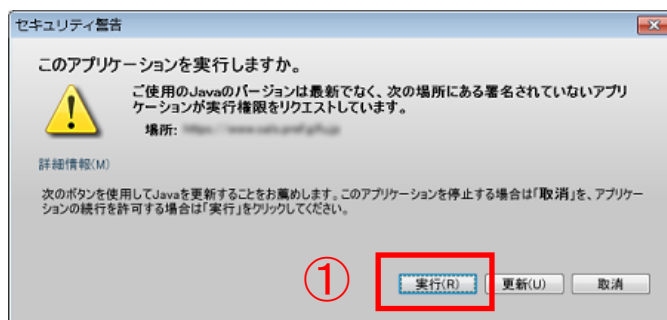 セキュリティ警告
このアプリケーションを実行しますか。
ご使用のJavaのバージョンは最新でなく、次の場所にある署名されていないアプリ
ケーションが実行権限をリクエストしています。
場所:
詳細情報(M)
次のボタンを使用してJavaを更新することをお薦めします。このアプリケーションを停止する場合は「取消」を、アプリケー
ションの続行を許可する場合は「実行」をクリックしてください。
① 実行(R) 更新(U) 取消